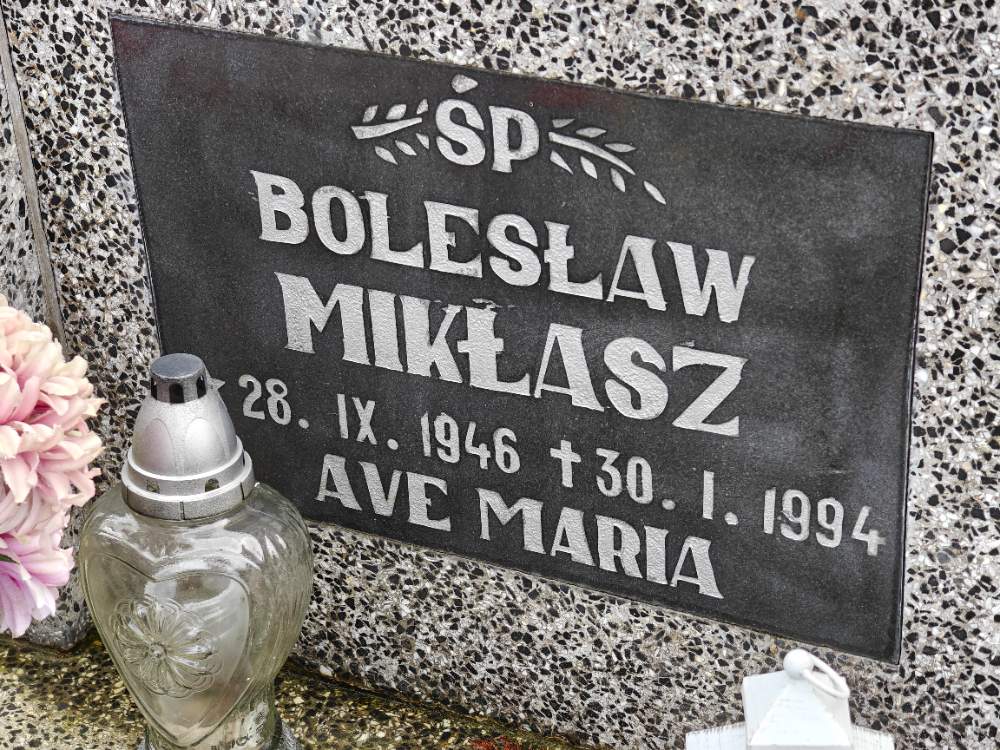 ŚP
BOLESŁAW
MIKŁASZ
28. IX. 1946 ✝ 30. I. 1994
AVE MARIA